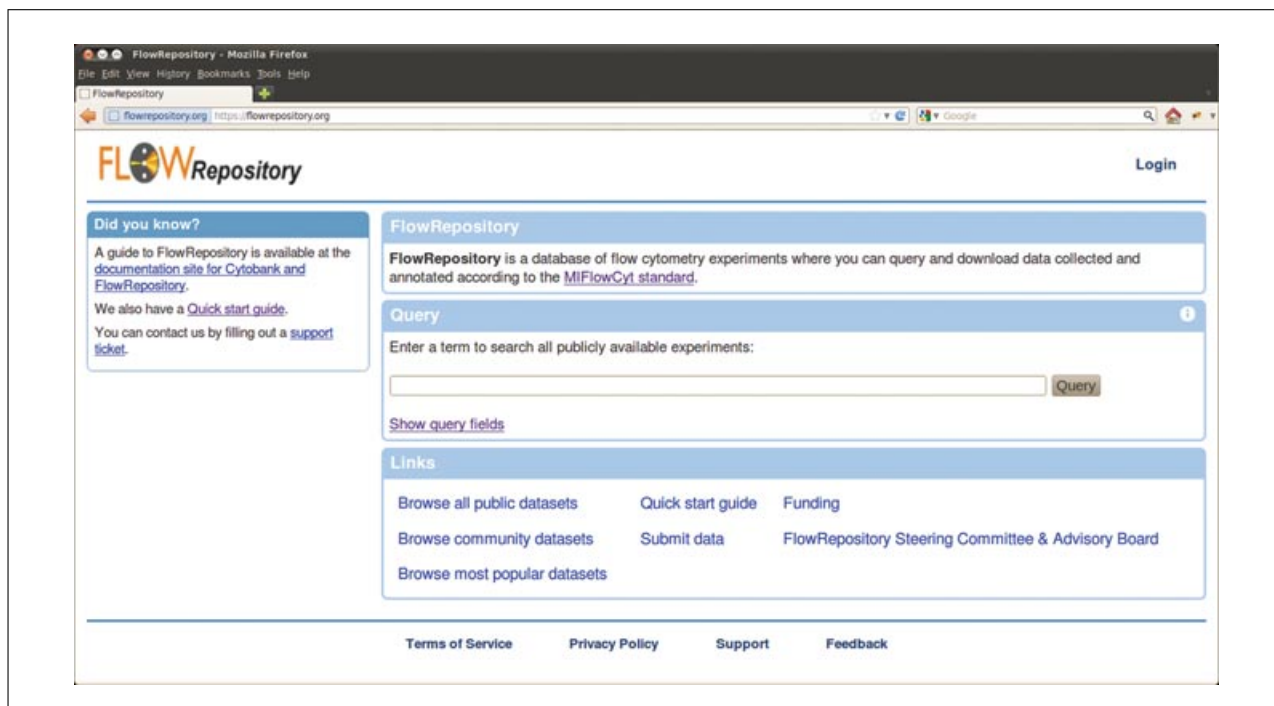 FlowRepository - Mozilla Firefox
File Edit View History Bookmarks Tools Help
FlowRepository
flowrepository.org https://flowrepository.org
Google
FLOWRepository
Login
Did you know?
A guide to FlowRepository is available at the
documentation site for Cytobank and
FlowRepository.
We also have a Quick start guide.
You can contact us by filling out a support
ticket.
FlowRepository
FlowRepository is a database of flow cytometry experiments where you can query and download data collected and
annotated according to the MIFlowCyt standard.
Query
Enter a term to search all publicly available experiments:
Query
Show query fields
Links
Browse all public datasets Quick start guide Funding
Browse community datasets Submit data FlowRepository Steering Committee & Advisory Board
Browse most popular datasets
Terms of Service Privacy Policy Support Feedback